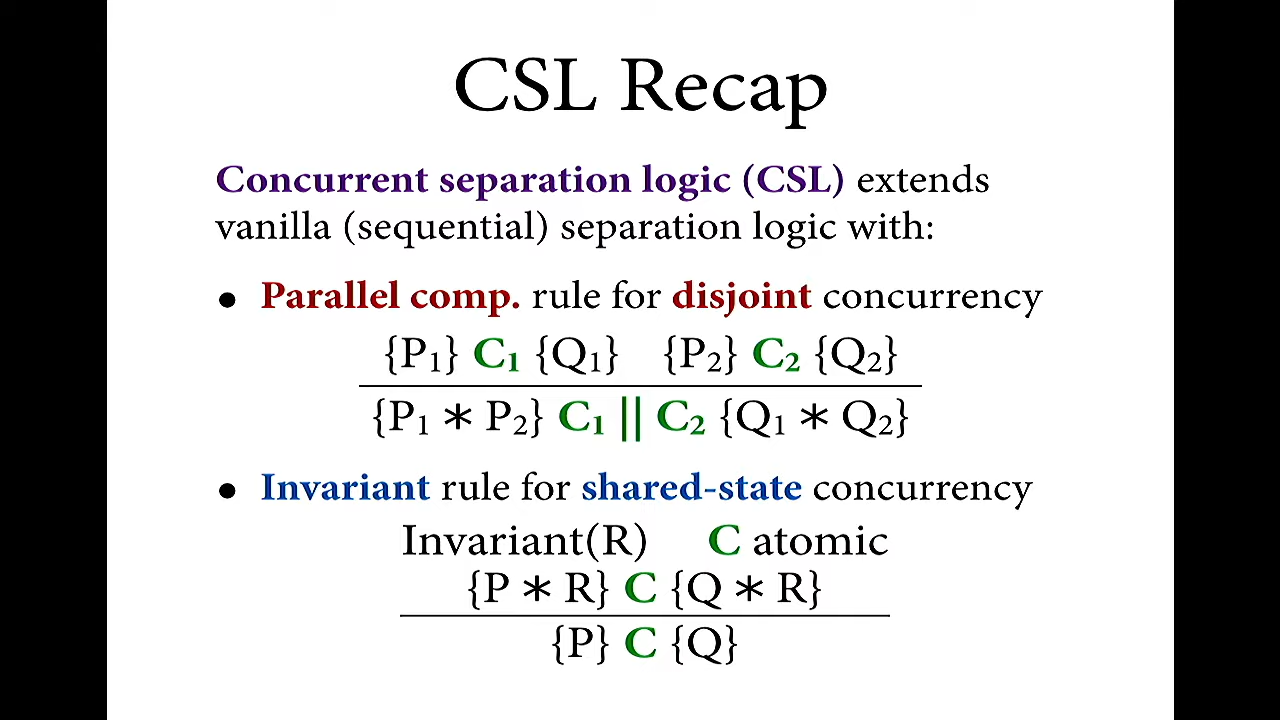 CSL Recap
Concurrent separation logic (CSL) extends
vanilla (sequential) separation logic with:
• Parallel comp. rule for disjoint concurrency
{P₁} C₁ {Q₁} {P₂} C₂ {Q₂}
{P₁ ∗ P₂} C₁ || C₂ {Q₁ ∗ Q₂}
• Invariant rule for shared-state concurrency
Invariant(R) C atomic
{P ∗ R} C {Q ∗ R}
{P} C {Q}